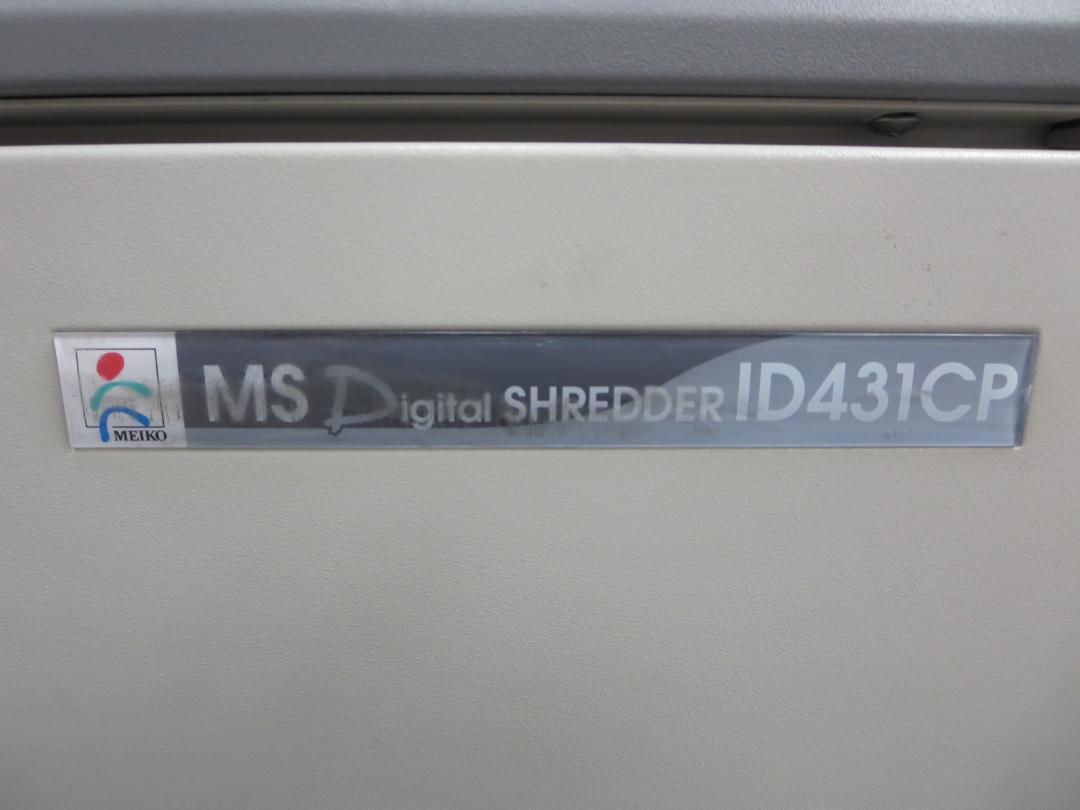 MEIKO
MS Digital SHREDDER ID431CP